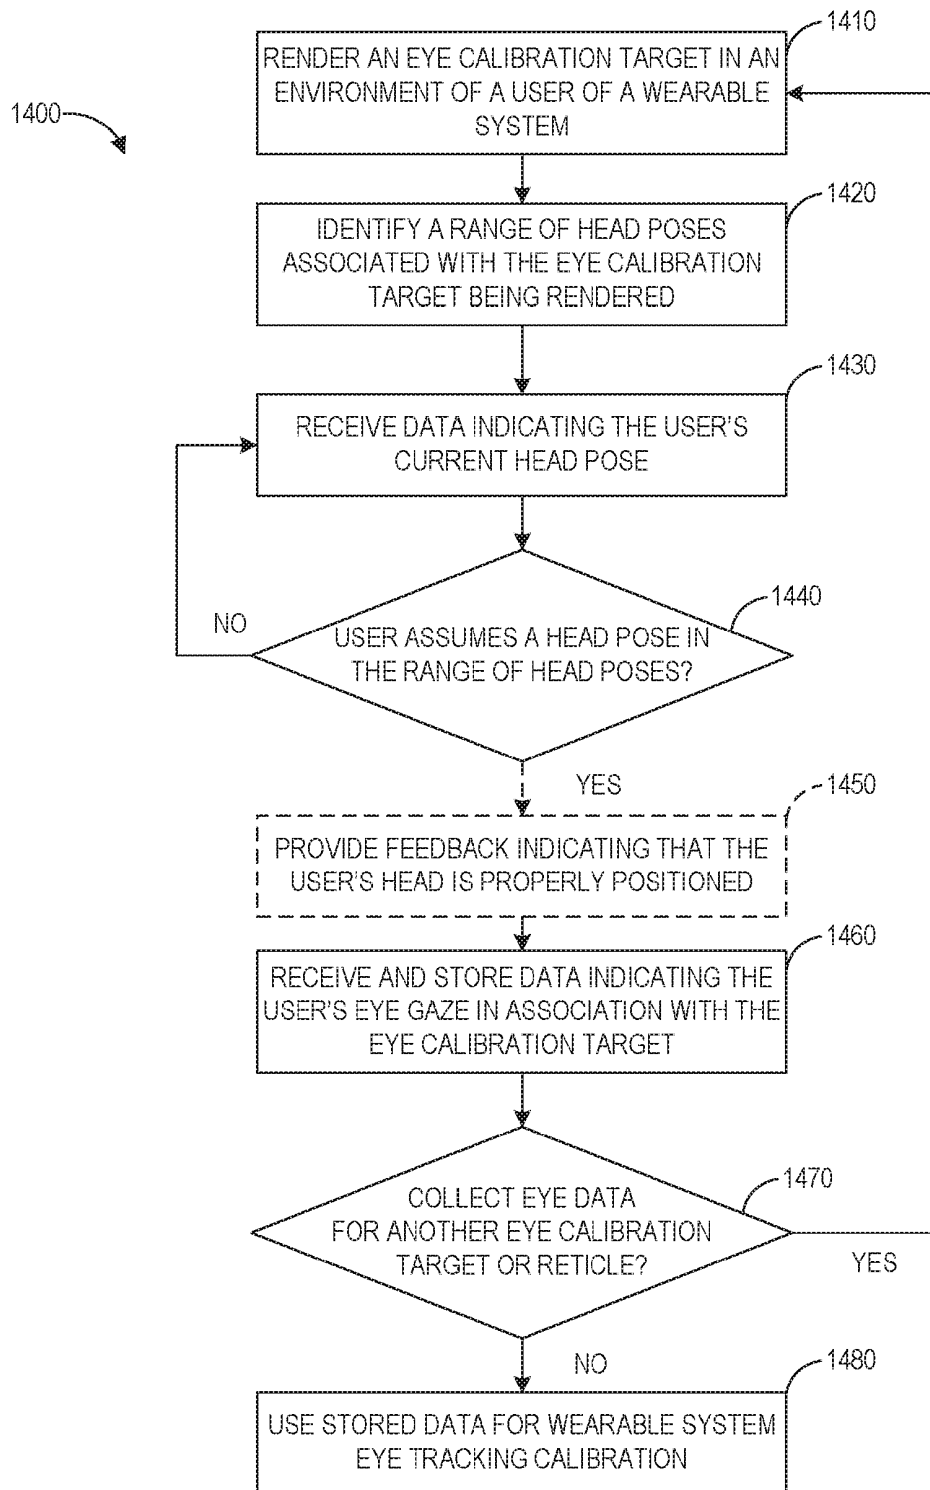 1410
RENDER AN EYE CALIBRATION TARGET IN AN
ENVIRONMENT OF A USER OF A WEARABLE
SYSTEM
1400
1420
IDENTIFY A RANGE OF HEAD POSES
ASSOCIATED WITH THE EYE CALIBRATION
TARGET BEING RENDERED
1430
RECEIVE DATA INDICATING THE USER'S
CURRENT HEAD POSE
1440
NO
USER ASSUMES A HEAD POSE IN
THE RANGE OF HEAD POSES?
YES
1450
PROVIDE FEEDBACK INDICATING THAT THE
USER'S HEAD IS PROPERLY POSITIONED
1460
RECEIVE AND STORE DATA INDICATING THE
USER'S EYE GAZE IN ASSOCIATION WITH THE
EYE CALIBRATION TARGET
1470
COLLECT EYE DATA
FOR ANOTHER EYE CALIBRATION
TARGET OR RETICLE?
YES
NO
1480
USE STORED DATA FOR WEARABLE SYSTEM
EYE TRACKING CALIBRATION